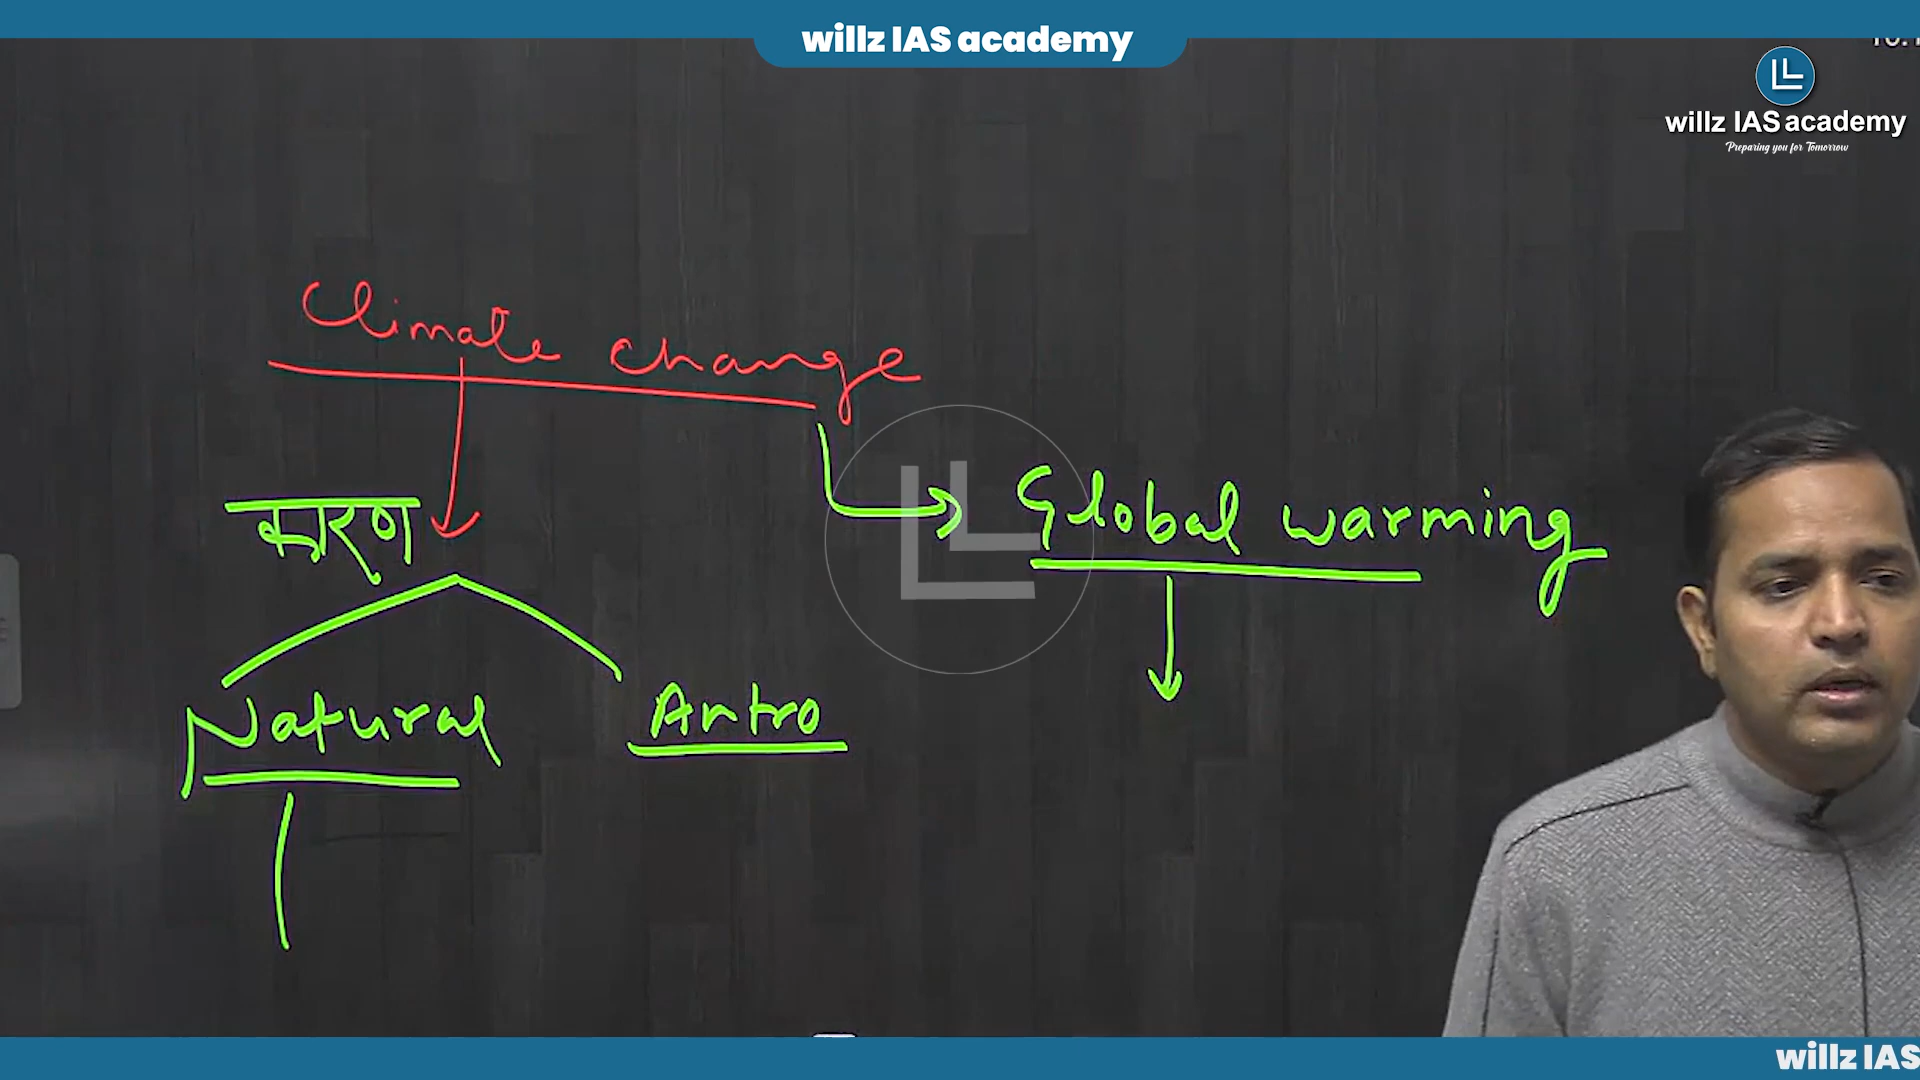 willz IAS academy
willz IAS academy
Preparing you for Tomorrow
Climate change
कारण
Global warming
Natural
Antro
willz IAS